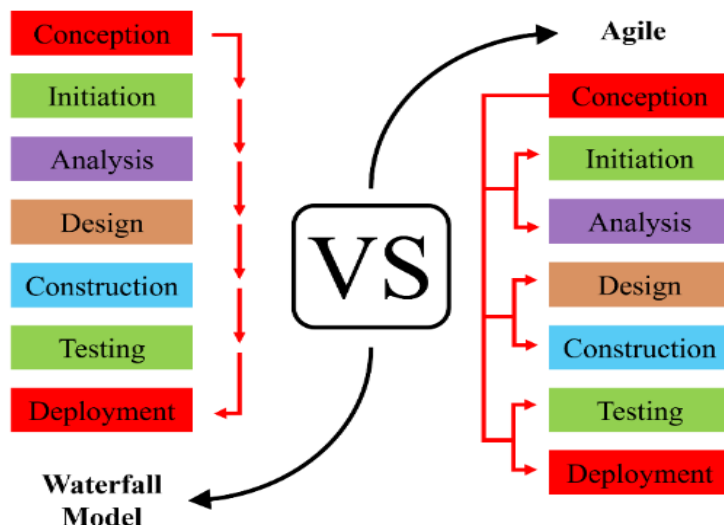 Conception
Initiation
Analysis
Design
Construction
Testing
Deployment
Waterfall
Model
VS
Agile
Conception
Initiation
Analysis
Design
Construction
Testing
Deployment